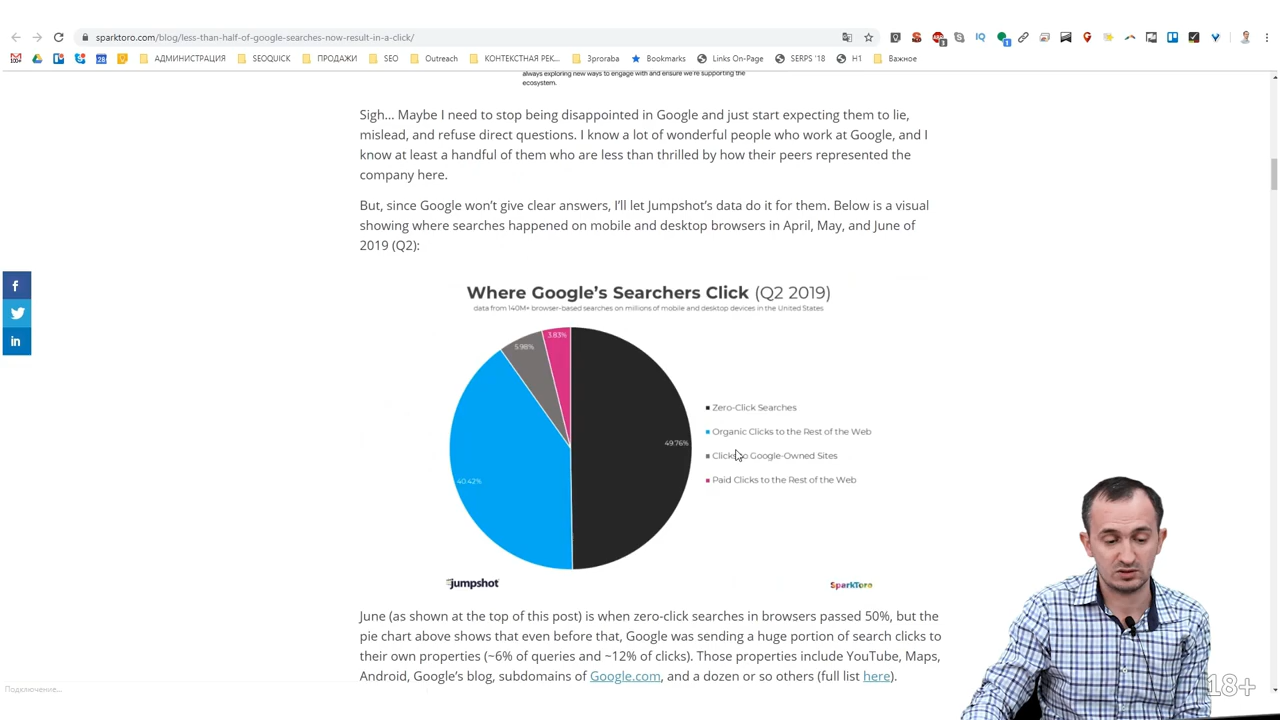 sparktoro.com/blog/less-than-half-of-google-searches-now-result-in-a-click/
АДМИНИСТРАЦИЯ SEOQUICK ПРОДАЖИ SEO Outreach КОНТЕКСТНАЯ РЕК... Зproraba Bookmarks Links On-Page SERPS '18 H1 Важное
always exploring new ways to engage with and ensure we're supporting the
ecosystem.
Sigh... Maybe I need to stop being disappointed in Google and just start expecting them to lie,
mislead, and refuse direct questions. I know a lot of wonderful people who work at Google, and I
know at least a handful of them who are less than thrilled by how their peers represented the
company here.
But, since Google won't give clear answers, I'll let Jumpshot's data do it for them. Below is a visual
showing where searches happened on mobile and desktop browsers in April, May, and June of
2019 (Q2):
Where Google's Searchers Click (Q2 2019)
data from 140M+ browser-based searches on millions of mobile and desktop devices in the United States
3.83%
5.98%
49.76%
40.42%
Zero-Click Searches
Organic Clicks to the Rest of the Web
Clicks to Google-Owned Sites
Paid Clicks to the Rest of the Web
jumpshot
SparkToro
June (as shown at the top of this post) is when zero-click searches in browsers passed 50%, but the
pie chart above shows that even before that, Google was sending a huge portion of search clicks to
their own properties (~6% of queries and ~12% of clicks). Those properties include YouTube, Maps,
Android, Google's blog, subdomains of Google.com, and a dozen or so others (full list here).
Подключение...
18+